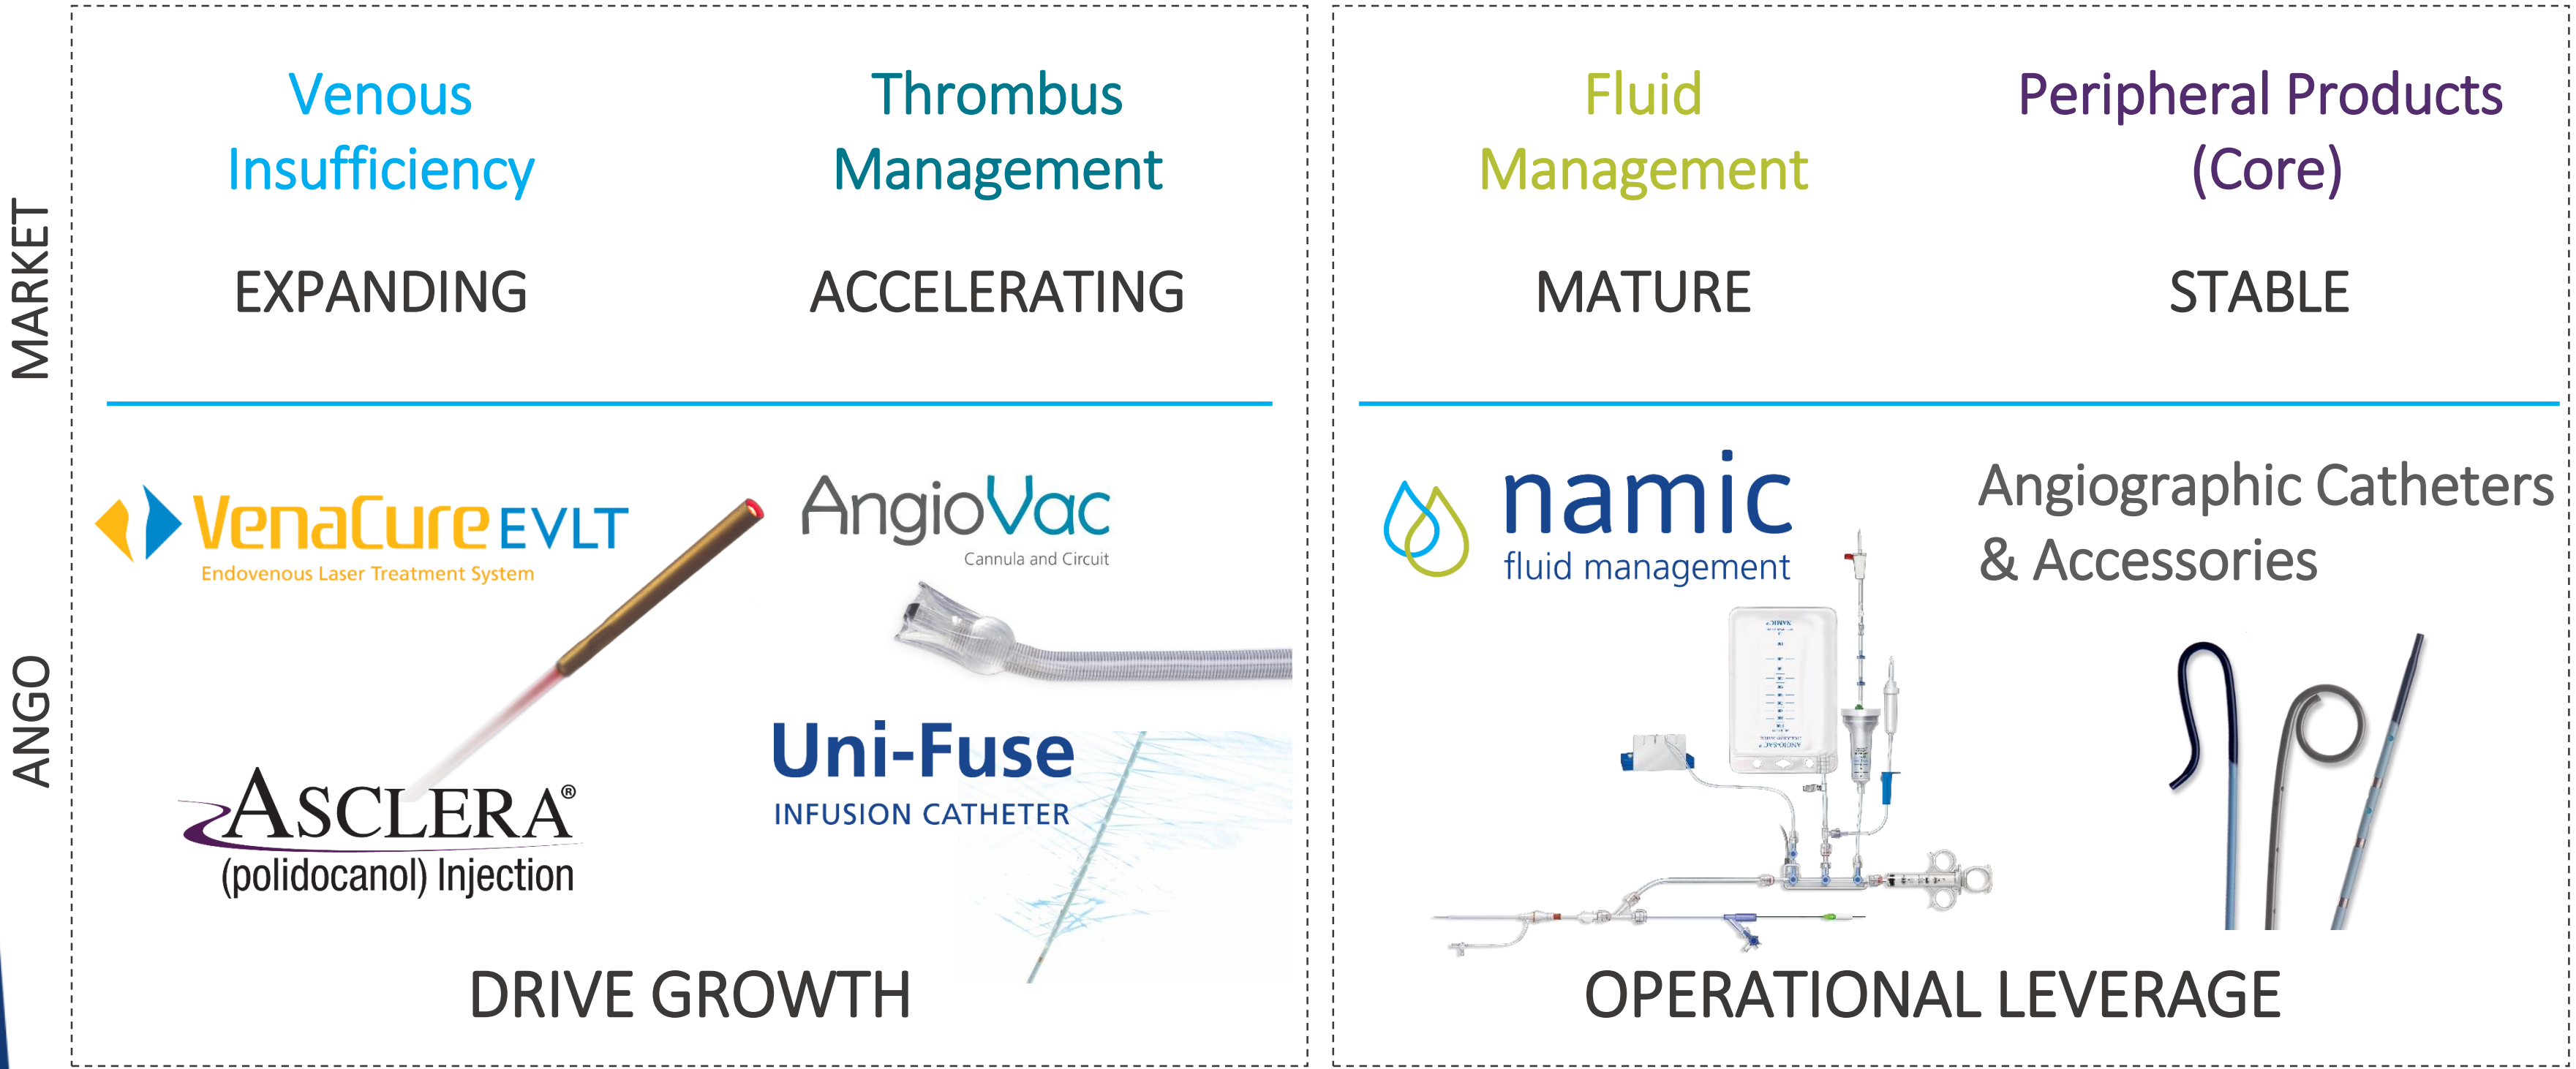 MARKET
Venous
Insufficiency
EXPANDING
Thrombus
Management
ACCELERATING
Fluid
Management
MATURE
Peripheral Products
(Core)
STABLE
ANGO
VenaCure EVLT
Endovenous Laser Treatment System
ASCLERA®
(polidocanol) Injection
AngioVac
Cannula and Circuit
Uni-Fuse
INFUSION CATHETER
DRIVE GROWTH
namic
fluid management
Angiographic Catheters
& Accessories
OPERATIONAL LEVERAGE